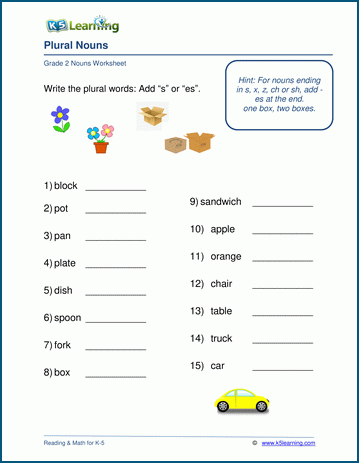 K5 Learning
Plural Nouns
Grade 2 Nouns Worksheet
Write the plural words: Add “s” or “es”.
Hint: For nouns ending
in s, x, z, ch or sh, add -
es at the end.
one box, two boxes.
1) block ___________
2) pot ___________
3) pan ___________
4) plate ___________
5) dish ___________
6) spoon ___________
7) fork ___________
8) box ___________
9) sandwich ___________
10) apple ___________
11) orange ___________
12) chair ___________
13) table ___________
14) truck ___________
15) car ___________
Reading & Math for K-5
© www.k5learning.com